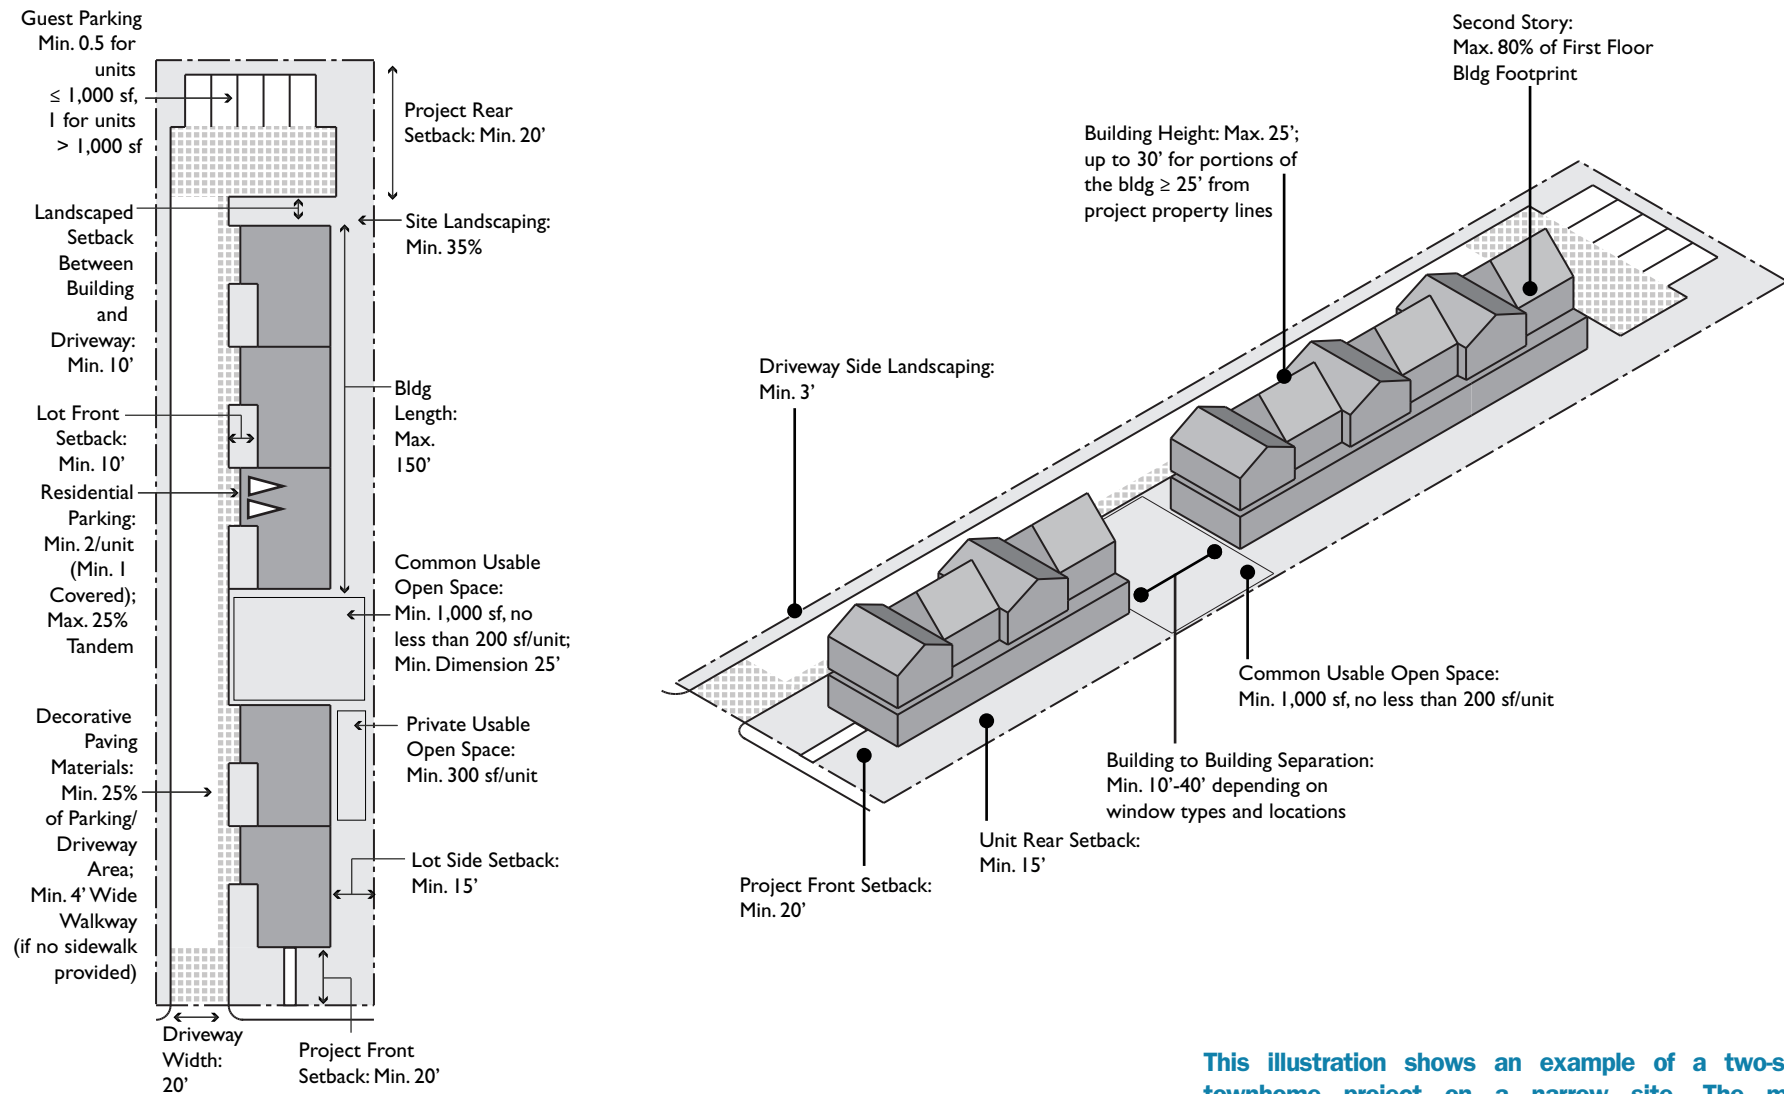 Guest Parking
Min. 0.5 for
units
≤ 1,000 sf,
1 for units
> 1,000 sf
Project Rear
Setback: Min. 20'
Landscaped
Setback
Between
Building
and
Driveway:
Min. 10'
Site Landscaping:
Min. 35%
Lot Front
Setback:
Min. 10'
Bldg
Length:
Max.
150'
Residential
Parking:
Min. 2/unit
(Min. 1
Covered);
Max. 25%
Tandem
Common Usable
Open Space:
Min. 1,000 sf, no
less than 200 sf/unit;
Min. Dimension 25'
Decorative
Paving
Materials:
Min. 25%
of Parking/
Driveway
Area;
Min. 4' Wide
Walkway
(if no sidewalk
provided)
Private Usable
Open Space:
Min. 300 sf/unit
Lot Side Setback:
Min. 15'
Driveway
Width:
20'
Project Front
Setback: Min. 20'
Second Story:
Max. 80% of First Floor
Bldg Footprint
Building Height: Max. 25';
up to 30' for portions of
the bldg ≥ 25' from
project property lines
Driveway Side Landscaping:
Min. 3'
Common Usable Open Space:
Min. 1,000 sf, no less than 200 sf/unit
Building to Building Separation:
Min. 10'-40' depending on
window types and locations
Unit Rear Setback:
Min. 15'
Project Front Setback:
Min. 20'
This illustration shows an example of a two-s
townhome project on a narrow site. The m